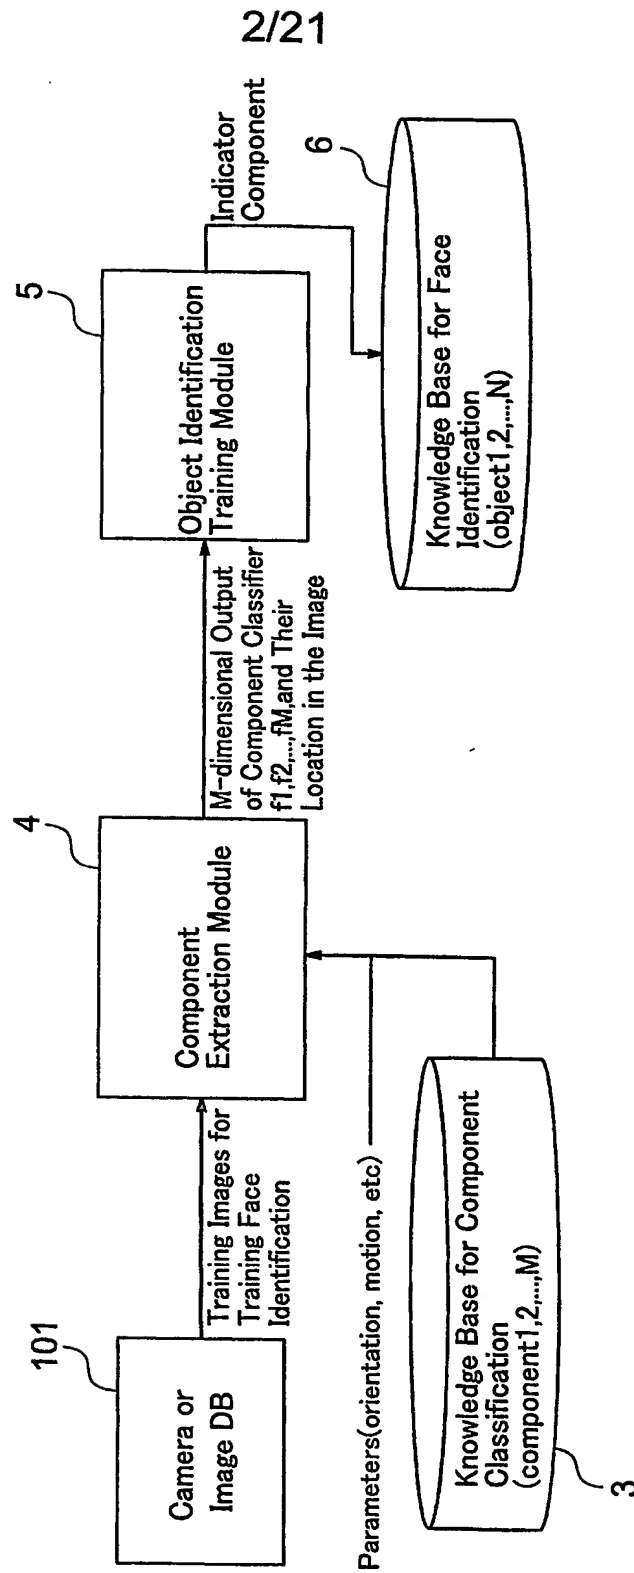 2/21
101
Camera or
Image DB
Training Images for
Training Face
Identification
4
Component
Extraction Module
M-dimensional Output
of Component Classifier
f1,f2,...,fM,and Their
Location in the Image
5
Object Identification
Training Module
Indicator
Component
6
Knowledge Base for Face
Identification
(object1,2,...,N)
Parameters(orientation, motion, etc)
Knowledge Base for Component
Classification
(component1,2,...,M)
3